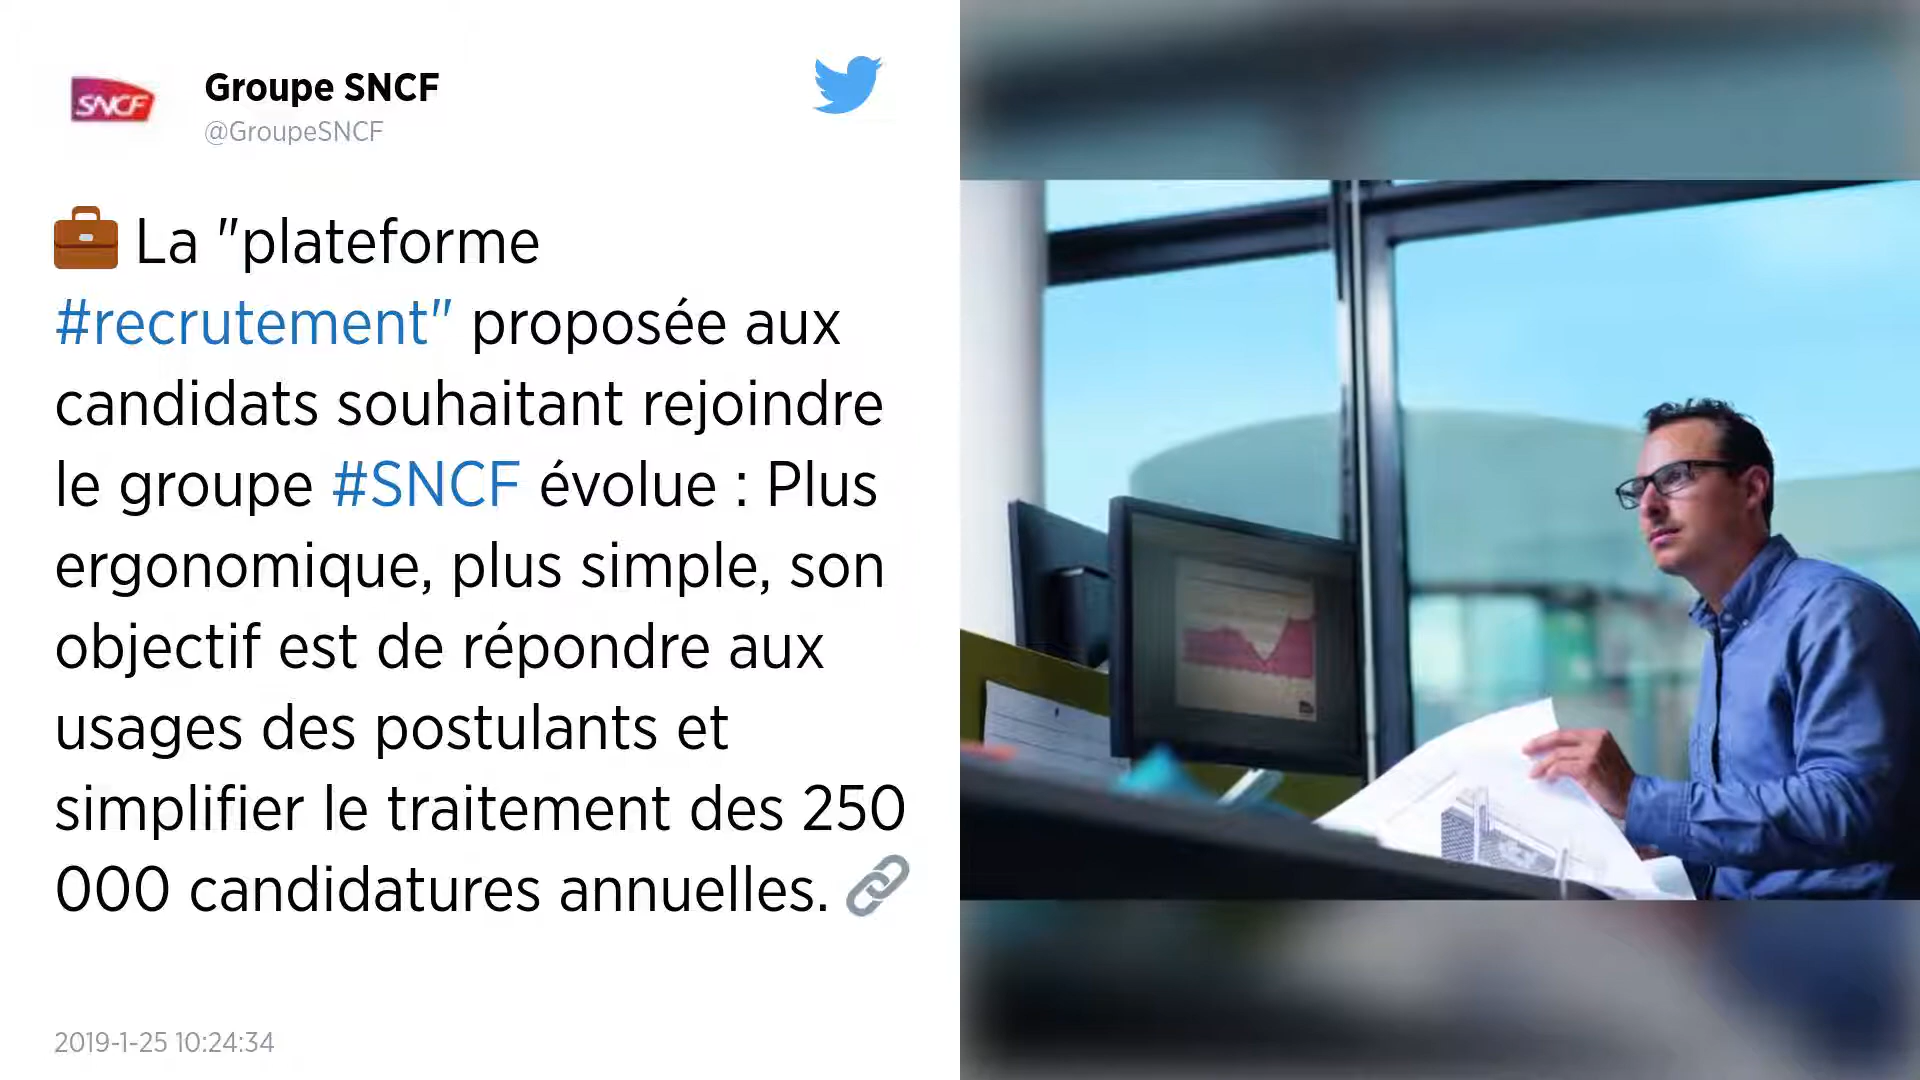 SNCF
Groupe SNCF
@GroupeSNCF
💼 La "plateforme
#recrutement" proposée aux
candidats souhaitant rejoindre
le groupe #SNCF évolue : Plus
ergonomique, plus simple, son
objectif est de répondre aux
usages des postulants et
simplifier le traitement des 250
000 candidatures annuelles. 🔗
2019-1-25 10:24:34